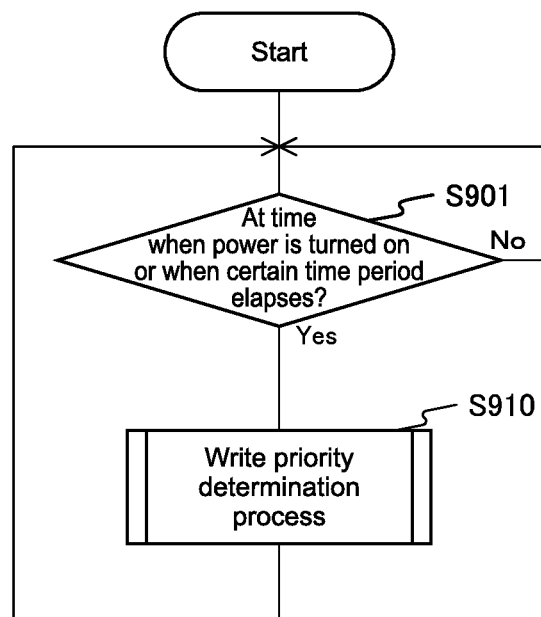 Start
S901
At time
when power is turned on
or when certain time period
elapses?
No
Yes
S910
Write priority
determination
process